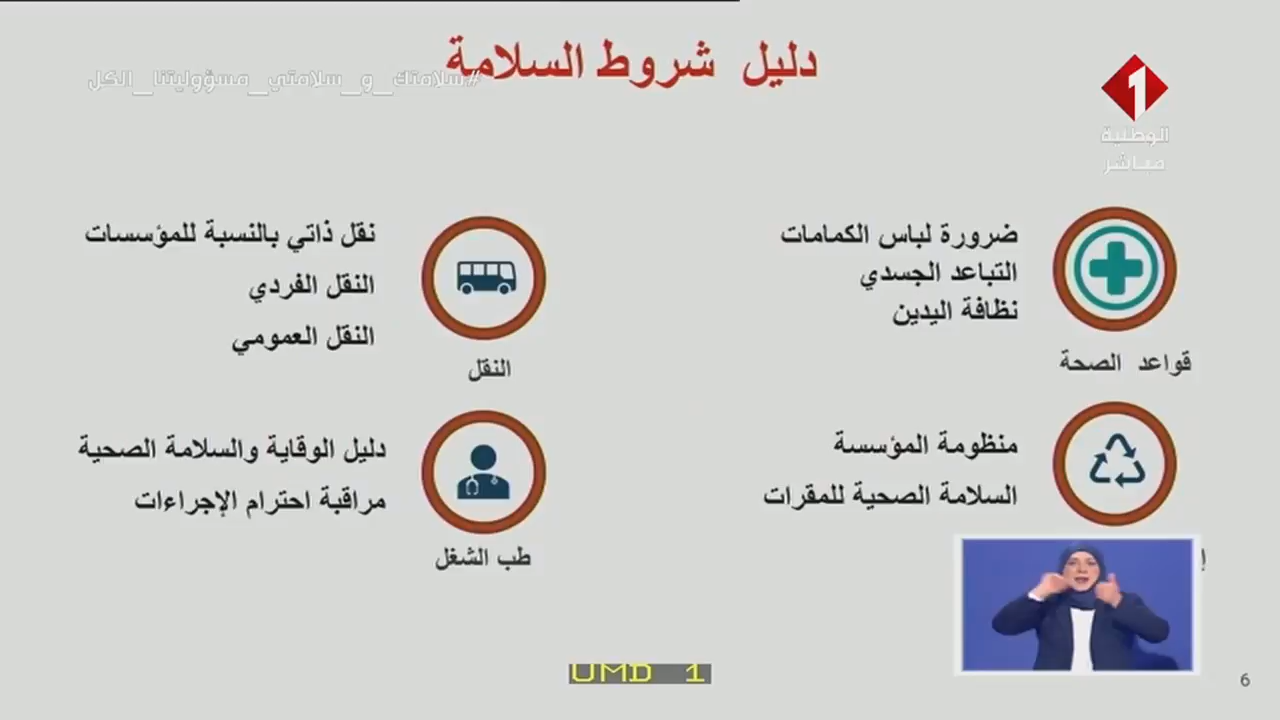 دليل شروط السلامة
#سلامتك_و_سلامتي_مسؤوليتنا_الكل
1
الوطنية
مباشر
ضرورة لباس الكمامات
التباعد الجسدي
نظافة اليدين
قواعد الصحة
نقل ذاتي بالنسبة للمؤسسات
النقل الفردي
النقل العمومي
النقل
منظومة المؤسسة
السلامة الصحية للمقرات
دليل الوقاية والسلامة الصحية
مراقبة احترام الإجراءات
طب الشغل
UMD 1
6